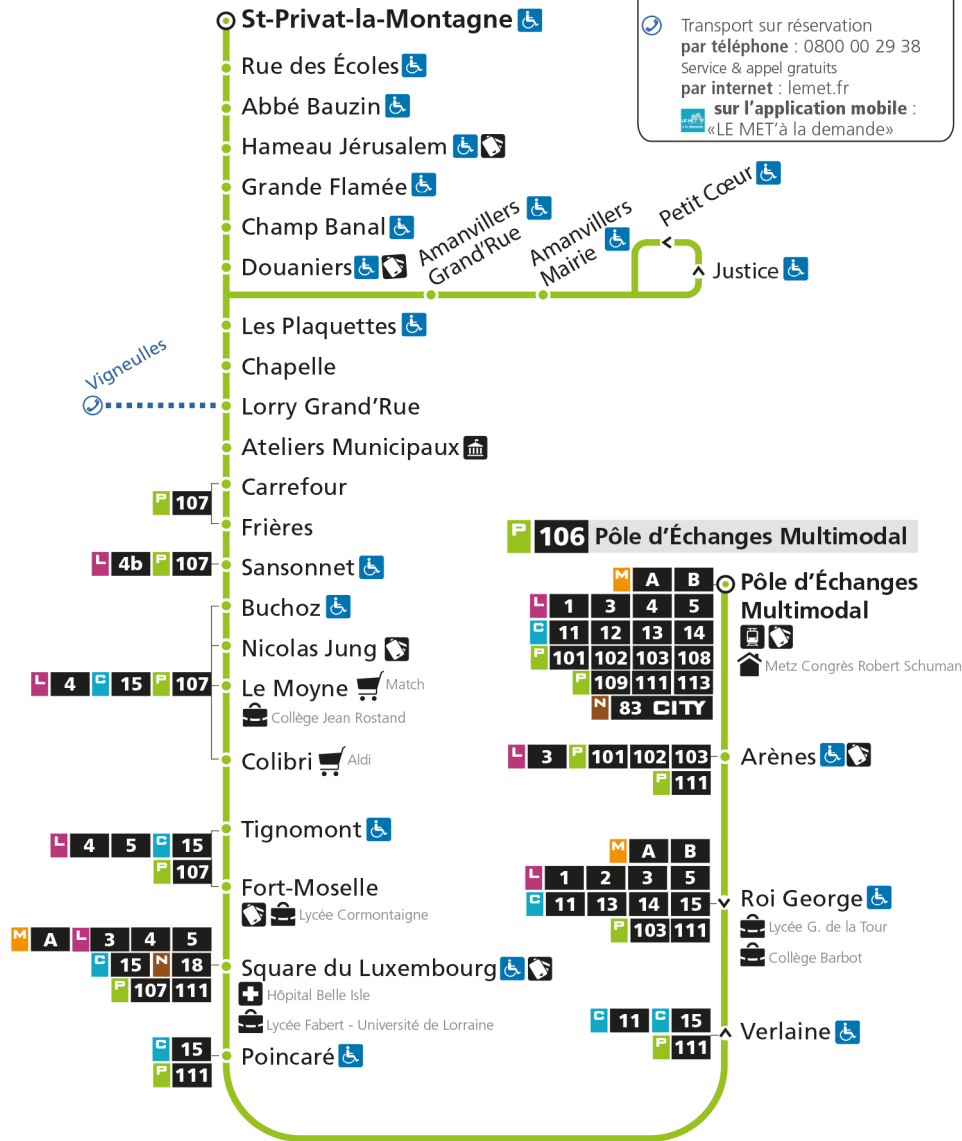 St-Privat-la-Montagne
Rue des Écoles
Abbé Bauzin
Hameau Jérusalem
Grande Flamée
Champ Banal
Douaniers
Transport sur réservation
par téléphone : 0800 00 29 38
Service & appel gratuits
par internet : lemet.fr
sur l'application mobile :
«LE MET'à la demande»
Amanvillers
Grand'Rue
Amanvillers
Mairie
Petit Cœur
Justice
Les Plaquettes
Chapelle
Vigneulles
Lorry Grand'Rue
Ateliers Municipaux
Carrefour
P 107
Frières
L 4b P 107
Sansonnet
Buchoz
Nicolas Jung
L 4 C 15 P 107
Le Moyne
Match
Collège Jean Rostand
Colibri
Aldi
Tignomont
L 4 5 C 15
P 107
Fort-Moselle
Lycée Cormontaigne
M A L 3 4 5
C 15 N 18
P 107 111
Square du Luxembourg
Hôpital Belle Isle
Lycée Fabert - Université de Lorraine
C 15
P 111
Poincaré
P 106 Pôle d'Échanges Multimodal
M A B
L 1 3 4 5
C 11 12 13 14
P 101 102 103 108
P 109 111 113
N 83 CITY
Pôle d'Échanges
Multimodal
Metz Congrès Robert Schuman
L 3 P 101 102 103
P 111
Arènes
M A B
L 1 2 3 5
C 11 13 14 15
P 103 111
Roi George
Lycée G. de la Tour
Collège Barbot
C 11 C 15
P 111
Verlaine